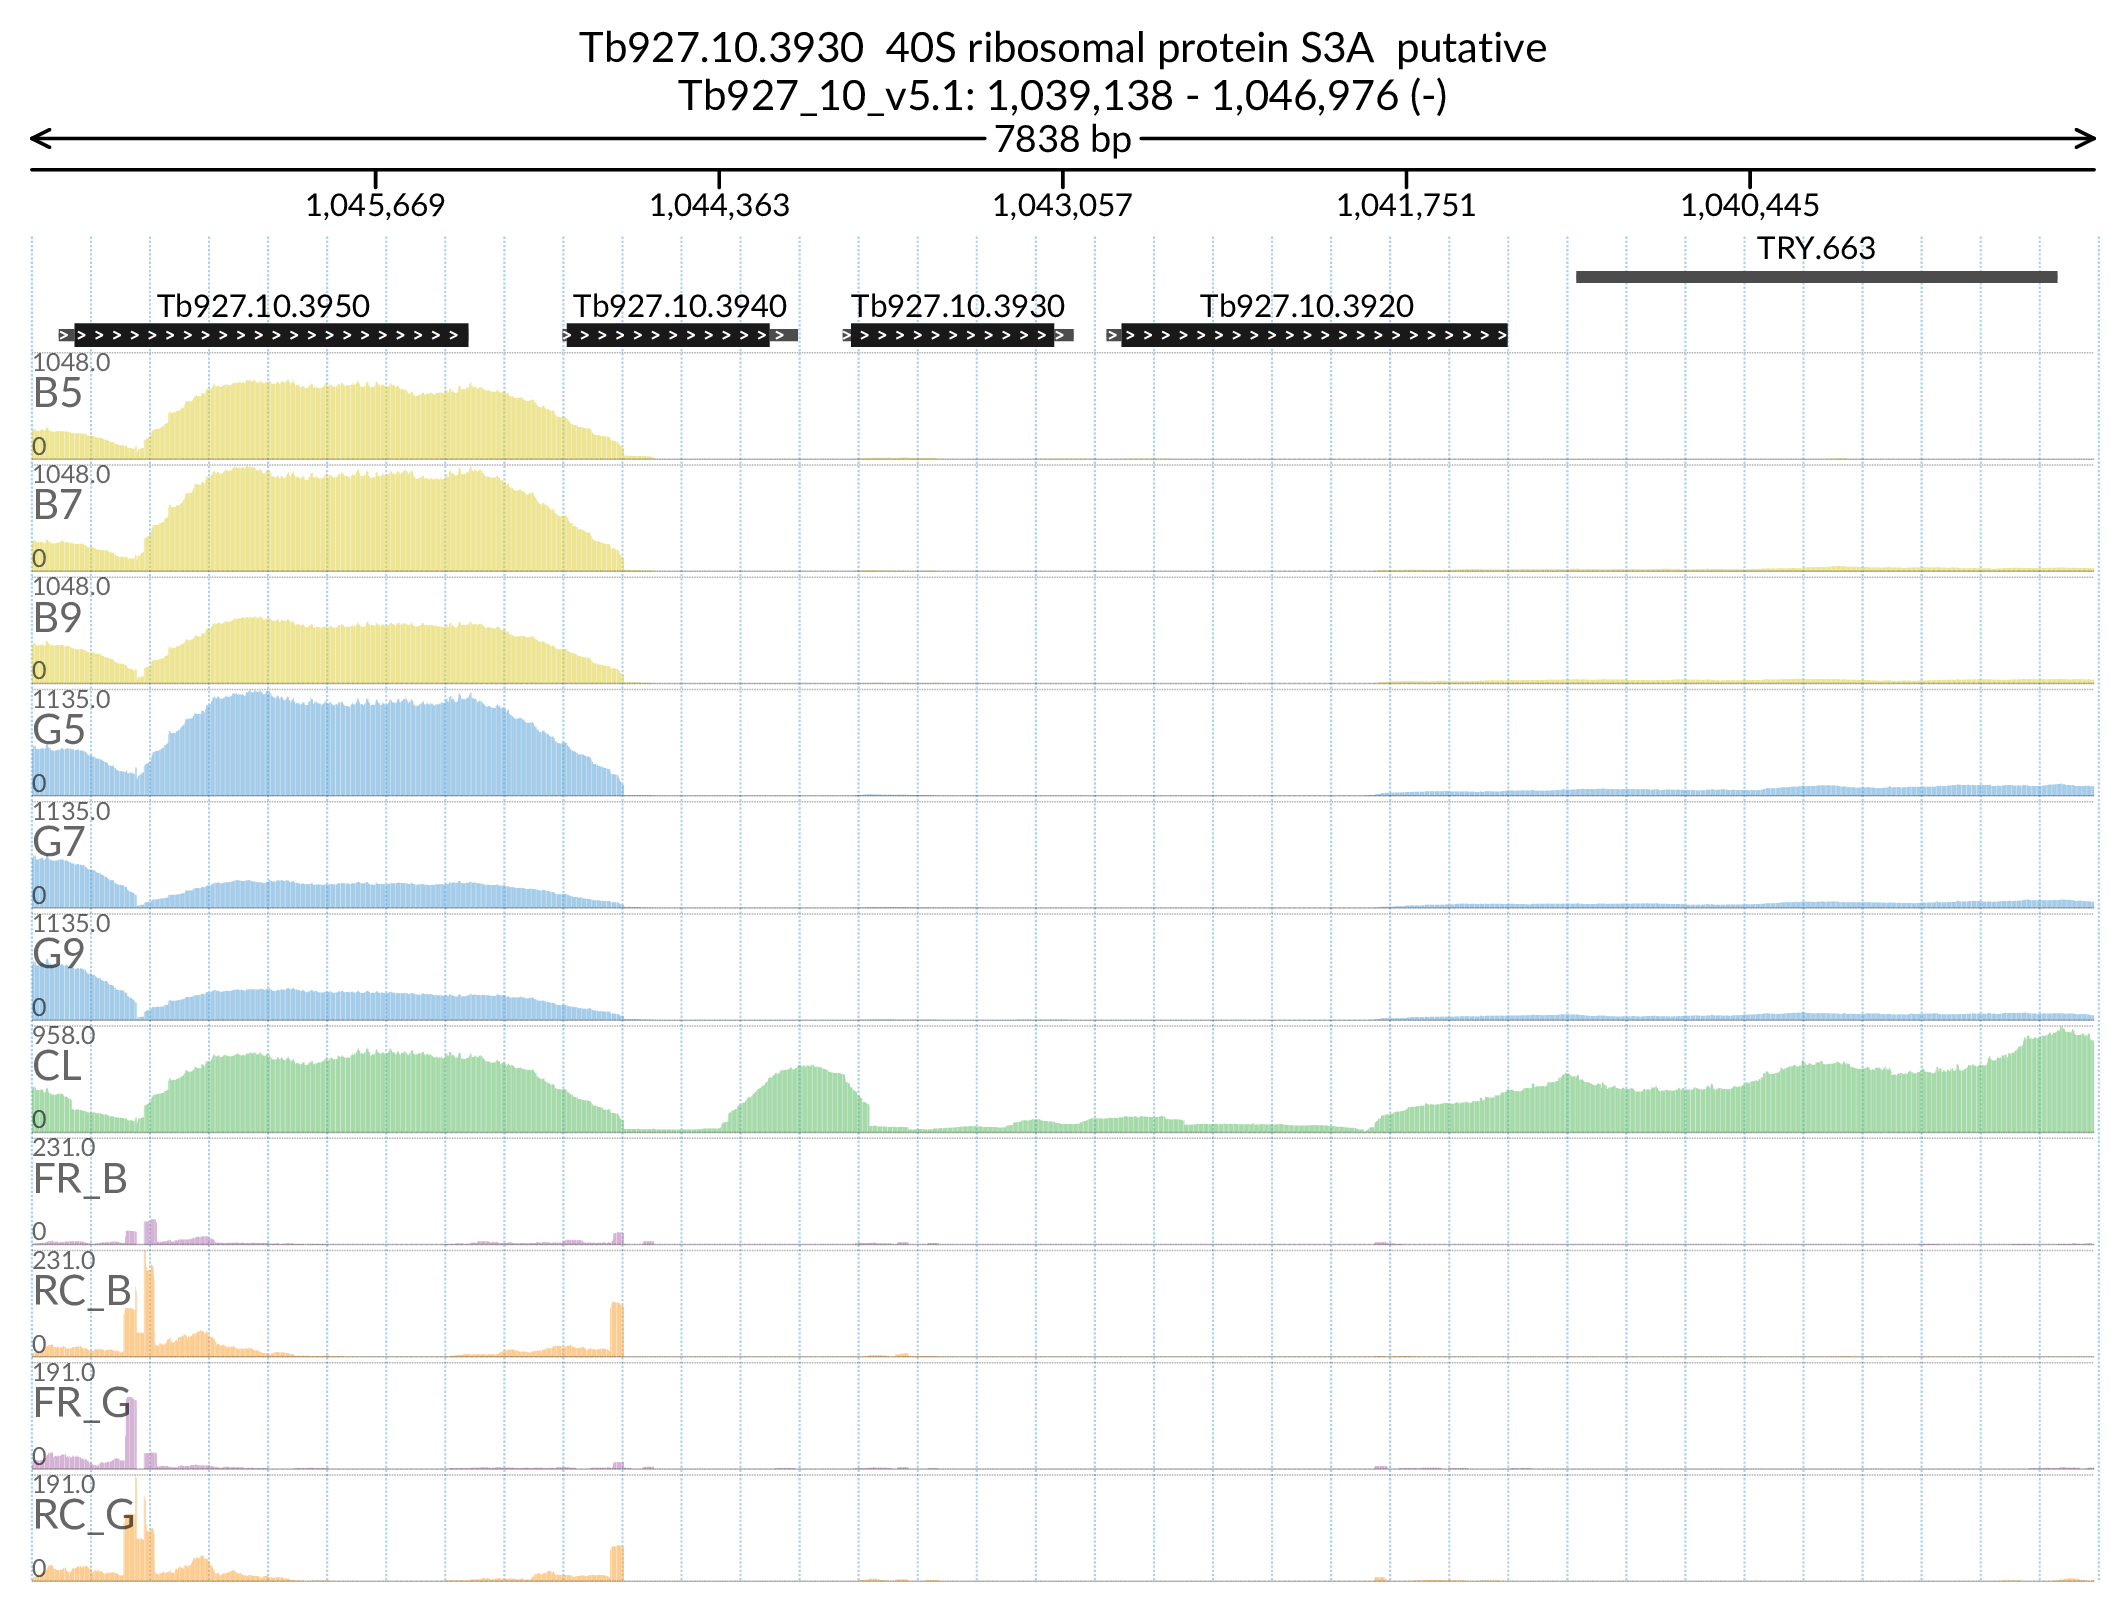 Tb927.10.3930  40S ribosomal protein S3A  putative
Tb927_10_v5.1: 1,039,138 - 1,046,976 (-)
7838 bp
1,045,669 1,044,363 1,043,057 1,041,751 1,040,445
TRY.663
Tb927.10.3950 Tb927.10.3940 Tb927.10.3930 Tb927.10.3920
1048.0
B5
0
1048.0
B7
0
1048.0
B9
0
1135.0
G5
0
1135.0
G7
0
1135.0
G9
0
958.0
CL
0
231.0
FR_B
0
231.0
RC_B
0
191.0
FR_G
0
191.0
RC_G
0